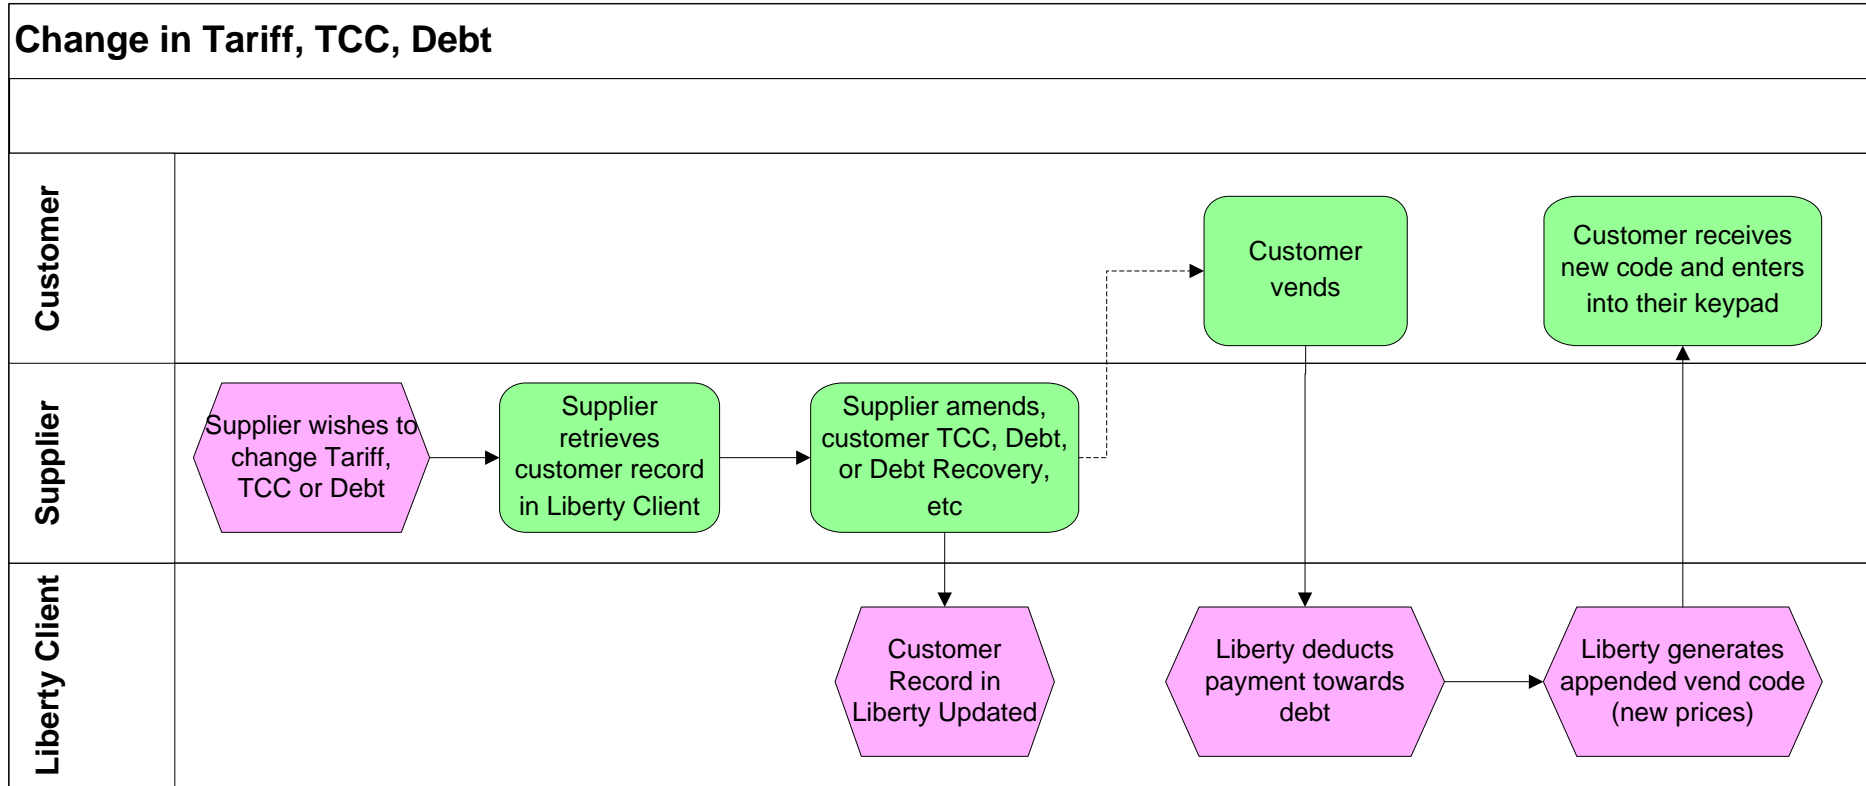 Change in Tariff, TCC, Debt
Customer
Customer
vends
Customer receives
new code and enters
into their keypad
Supplier
Supplier wishes to
change Tariff,
TCC or Debt
Supplier
retrieves
customer record
in Liberty Client
Supplier amends,
customer TCC, Debt,
or Debt Recovery,
etc
Liberty Client
Customer
Record in
Liberty Updated
Liberty deducts
payment towards
debt
Liberty generates
appended vend code
(new prices)